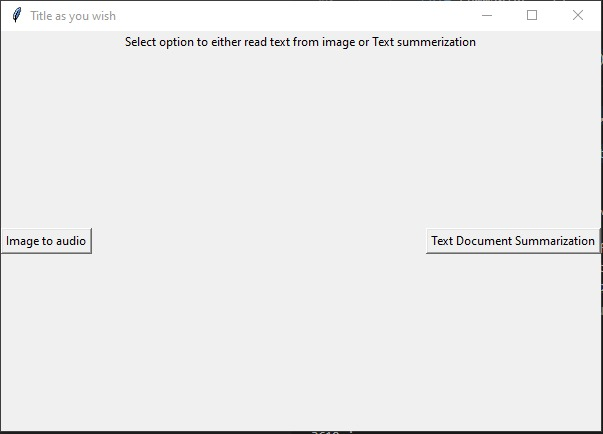 Title as you wish
Select option to either read text from image or Text summerization
Image to audio
Text Document Summarization